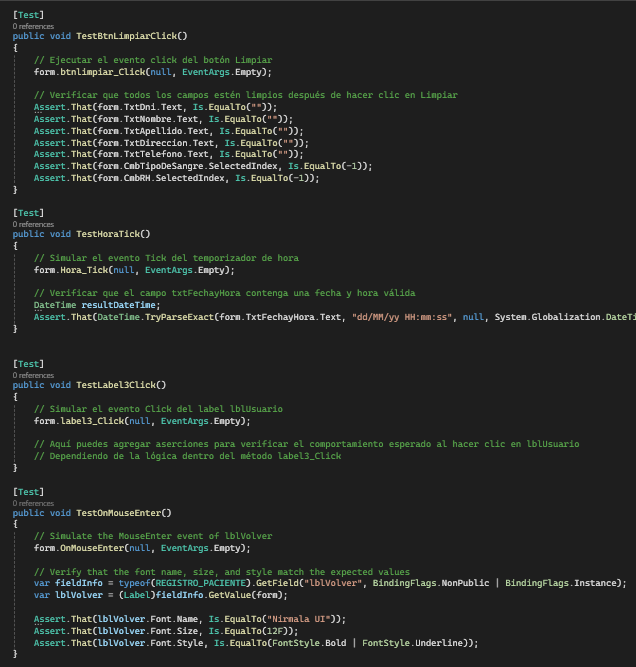 [Test]
0 references
public void TestBtnLimpiarClick()
{
// Ejecutar el evento click del botón Limpiar
form.btnlimpiar_Click(null, EventArgs.Empty);
// Verificar que todos los campos estén limpios después de hacer clic en Limpiar
Assert.That(form.TxtDni.Text, Is.EqualTo(""));
Assert.That(form.TxtNombre.Text, Is.EqualTo(""));
Assert.That(form.TxtApellido.Text, Is.EqualTo(""));
Assert.That(form.TxtDireccion.Text, Is.EqualTo(""));
Assert.That(form.TxtTelefono.Text, Is.EqualTo(""));
Assert.That(form.CmbTipoDeSangre.SelectedIndex, Is.EqualTo(-1));
Assert.That(form.CmbRH.SelectedIndex, Is.EqualTo(-1));
}
[Test]
0 references
public void TestHoraTick()
{
// Simular el evento Tick del temporizador de hora
form.Hora_Tick(null, EventArgs.Empty);
// Verificar que el campo txtFechayHora contenga una fecha y hora válida
DateTime resultDateTime;
Assert.That(DateTime.TryParseExact(form.TxtFechayHora.Text, "dd/MM/yy HH:mm:ss", null, System.Globalization.DateTi
}
[Test]
0 references
public void TestLabel3Click()
{
// Simular el evento Click del label lblUsuario
form.label3_Click(null, EventArgs.Empty);
// Aquí puedes agregar aserciones para verificar el comportamiento esperado al hacer clic en lblUsuario
// Dependiendo de la lógica dentro del método label3_Click
}
[Test]
0 references
public void TestOnMouseEnter()
{
// Simulate the MouseEnter event of lblVolver
form.OnMouseEnter(null, EventArgs.Empty);
// Verify that the font name, size, and style match the expected values
var fieldInfo = typeof(REGISTRO_PACIENTE).GetField("lblVolver", BindingFlags.NonPublic | BindingFlags.Instance);
var lblVolver = (Label)fieldInfo.GetValue(form);
Assert.That(lblVolver.Font.Name, Is.EqualTo("Nirmala UI"));
Assert.That(lblVolver.Font.Size, Is.EqualTo(12F));
Assert.That(lblVolver.Font.Style, Is.EqualTo(FontStyle.Bold | FontStyle.Underline));
}